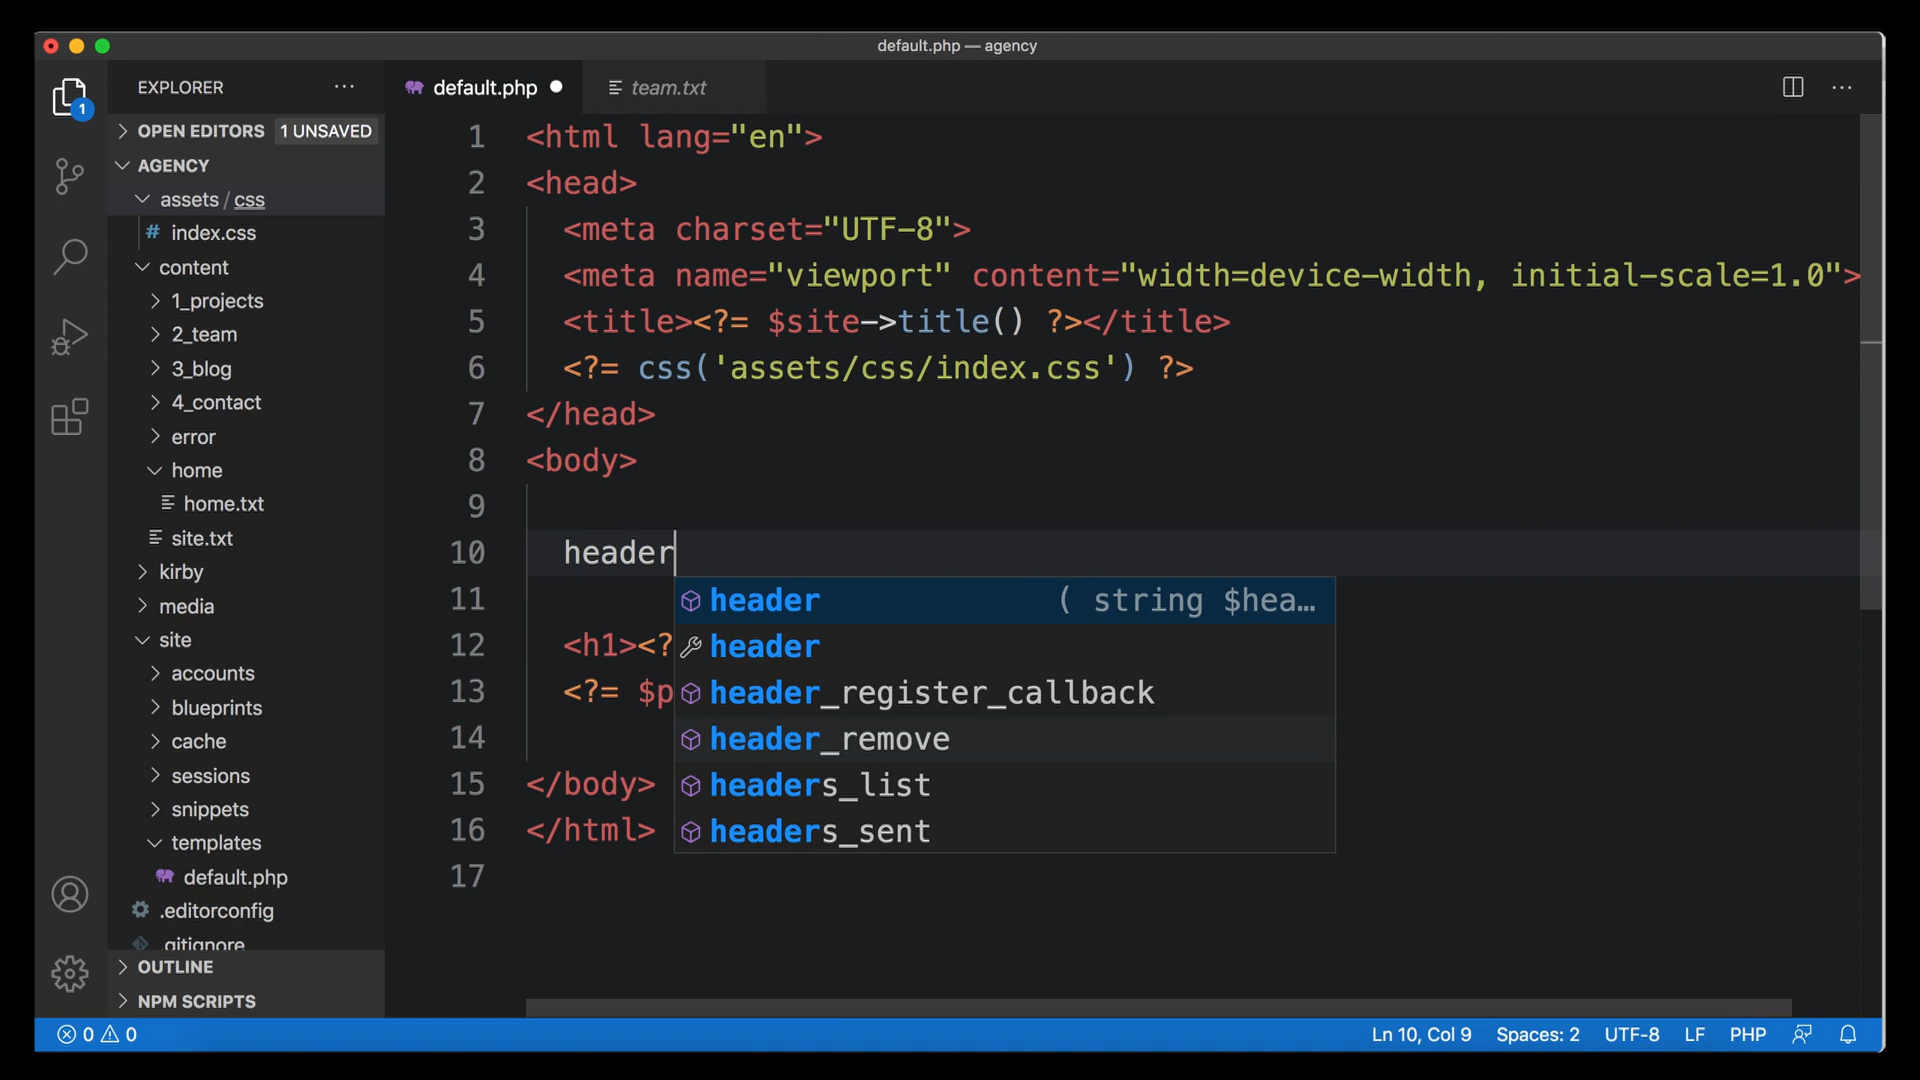 default.php — agency
EXPLORER
default.php
team.txt
1
OPEN EDITORS 1 UNSAVED
AGENCY
assets / css
index.css
content
1_projects
2_team
3_blog
4_contact
error
home
home.txt
site.txt
kirby
media
site
accounts
blueprints
cache
sessions
snippets
templates
default.php
.editorconfig
.gitignore
OUTLINE
NPM SCRIPTS
1 <html lang="en">
2 <head>
3 <meta charset="UTF-8">
4 <meta name="viewport" content="width=device-width, initial-scale=1.0">
5 <title><?= $site->title() ?></title>
6 <?= css('assets/css/index.css') ?>
7 </head>
8 <body>
9
10 header
11
12 <h1><?
13 <?= $p
14
15 </body>
16 </html>
17
header ( string $hea…
header
header_register_callback
header_remove
headers_list
headers_sent
0 0
Ln 10, Col 9 Spaces: 2 UTF-8 LF PHP